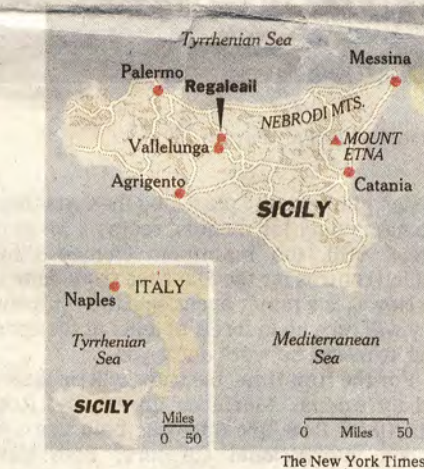 Tyrrhenian Sea
Messina
Palermo
Regaleail
NEBRODI MTS.
Vallelunga
MOUNT
ETNA
Agrigento
Catania
SICILY
ITALY
Naples
Tyrrhenian
Sea
Mediterranean
Sea
SICILY
Miles
0 50
0 Miles 50
The New York Times